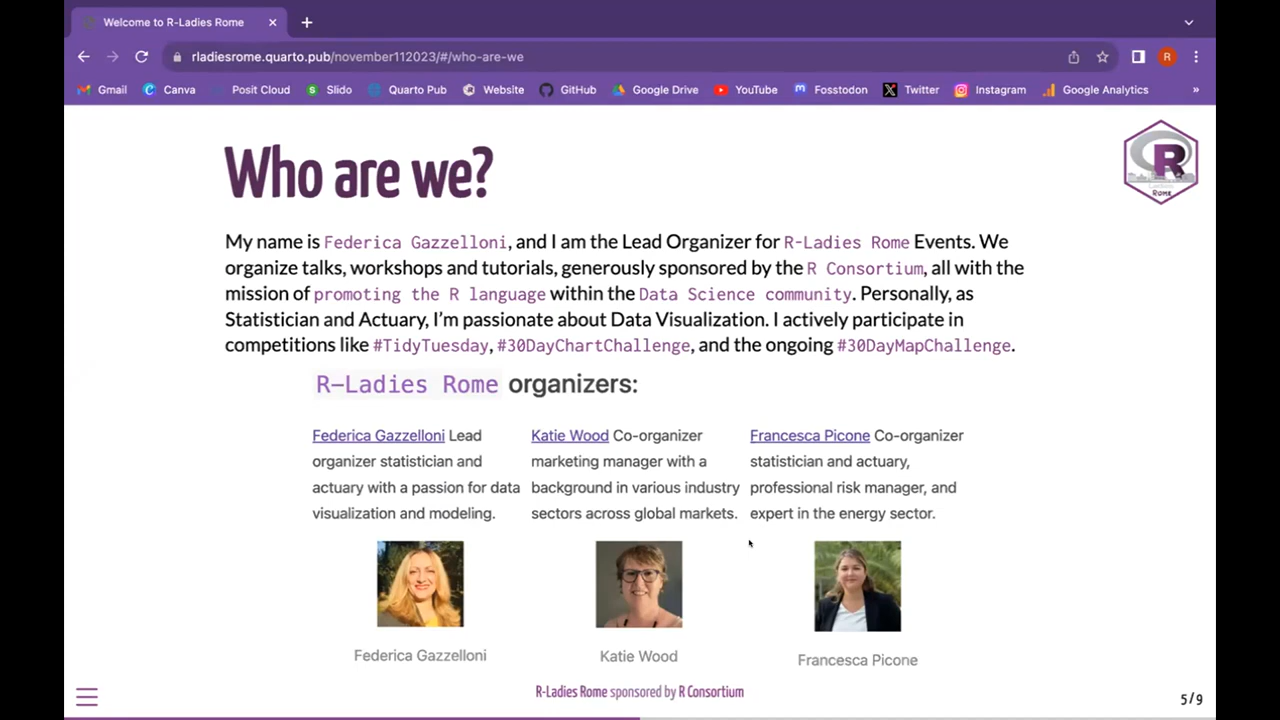 Welcome to R-Ladies Rome
rladiesrome.quarto.pub/november112023/#/who-are-we
R
Gmail Canva Posit Cloud Slido Quarto Pub Website GitHub Google Drive YouTube Fosstodon Twitter Instagram Google Analytics »
Who are we?
R
ROME
My name is Federica Gazzelloni, and I am the Lead Organizer for R-Ladies Rome Events. We
organize talks, workshops and tutorials, generously sponsored by the R Consortium, all with the
mission of promoting the R language within the Data Science community. Personally, as
Statistician and Actuary, I'm passionate about Data Visualization. I actively participate in
competitions like #TidyTuesday, #30DayChartChallenge, and the ongoing #30DayMapChallenge.
R-Ladies Rome organizers:
Federica Gazzelloni Lead
organizer statistician and
actuary with a passion for data
visualization and modeling.
Katie Wood Co-organizer
marketing manager with a
background in various industry
sectors across global markets.
Francesca Picone Co-organizer
statistician and actuary,
professional risk manager, and
expert in the energy sector.
Federica Gazzelloni
Katie Wood
Francesca Picone
R-Ladies Rome sponsored by R Consortium
5/9